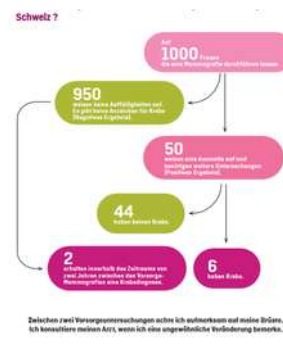 Schweiz ?
Auf
1000 Frauen
die eine Mammografie durchführen lassen
950
weisen keine Auffälligkeiten auf.
Es gibt keine Anzeichen für Krebs
(Negatives Ergebnis).
50
weisen eine Anomalie auf und
benötigen weitere Untersuchungen
(Positives Ergebnis).
44
haben keinen Krebs.
2
erhalten innerhalb des Zeitraums von
zwei Jahren zwischen den Vorsorge-
Mammografien eine Krebsdiagnose.
6
haben Krebs.
Zwischen zwei Vorsorgeuntersuchungen achte ich aufmerksam auf meine Brüste.
Ich konsultiere meinen Arzt, wenn ich eine ungewöhnliche Veränderung bemerke.